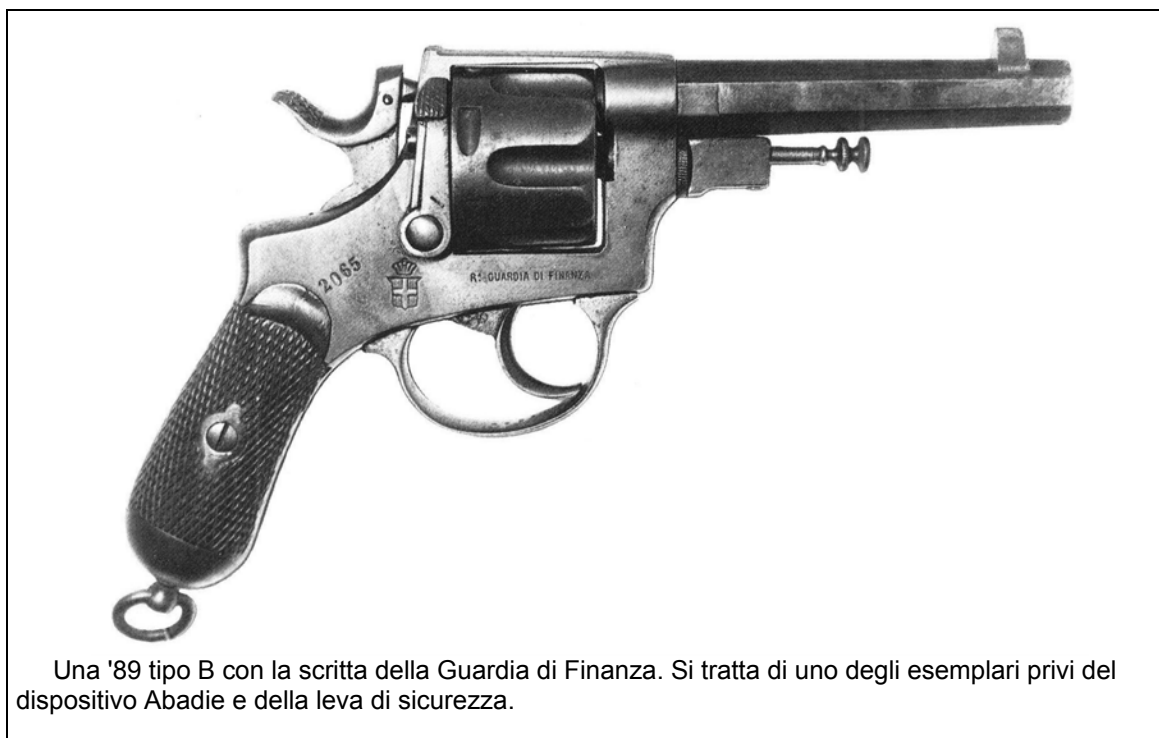 2065
Rª GUARDIA DI FINANZA
Una '89 tipo B con la scritta della Guardia di Finanza. Si tratta di uno degli esemplari privi del
dispositivo Abadie e della leva di sicurezza.